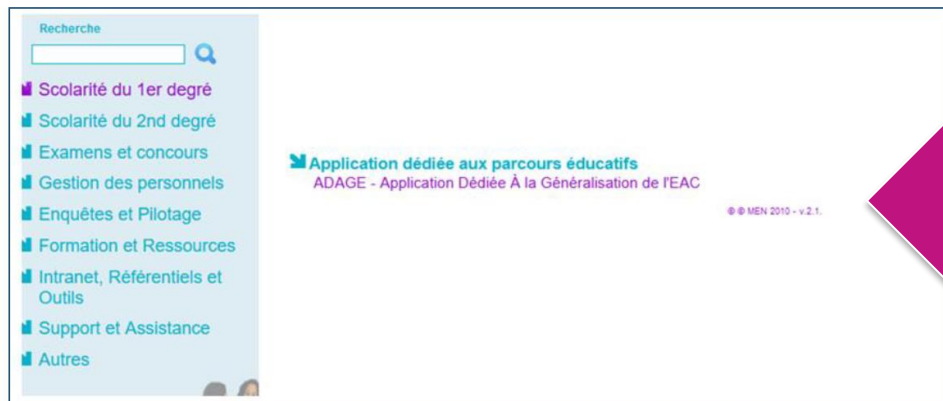 Recherche
Scolarité du 1er degré
Scolarité du 2nd degré
Examens et concours
Gestion des personnels
Enquêtes et Pilotage
Formation et Ressources
Intranet, Référentiels et
Outils
Support et Assistance
Autres
Application dédiée aux parcours éducatifs
ADAGE - Application Dédiée À la Généralisation de l'EAC
© © MEN 2010 - v.2.1.